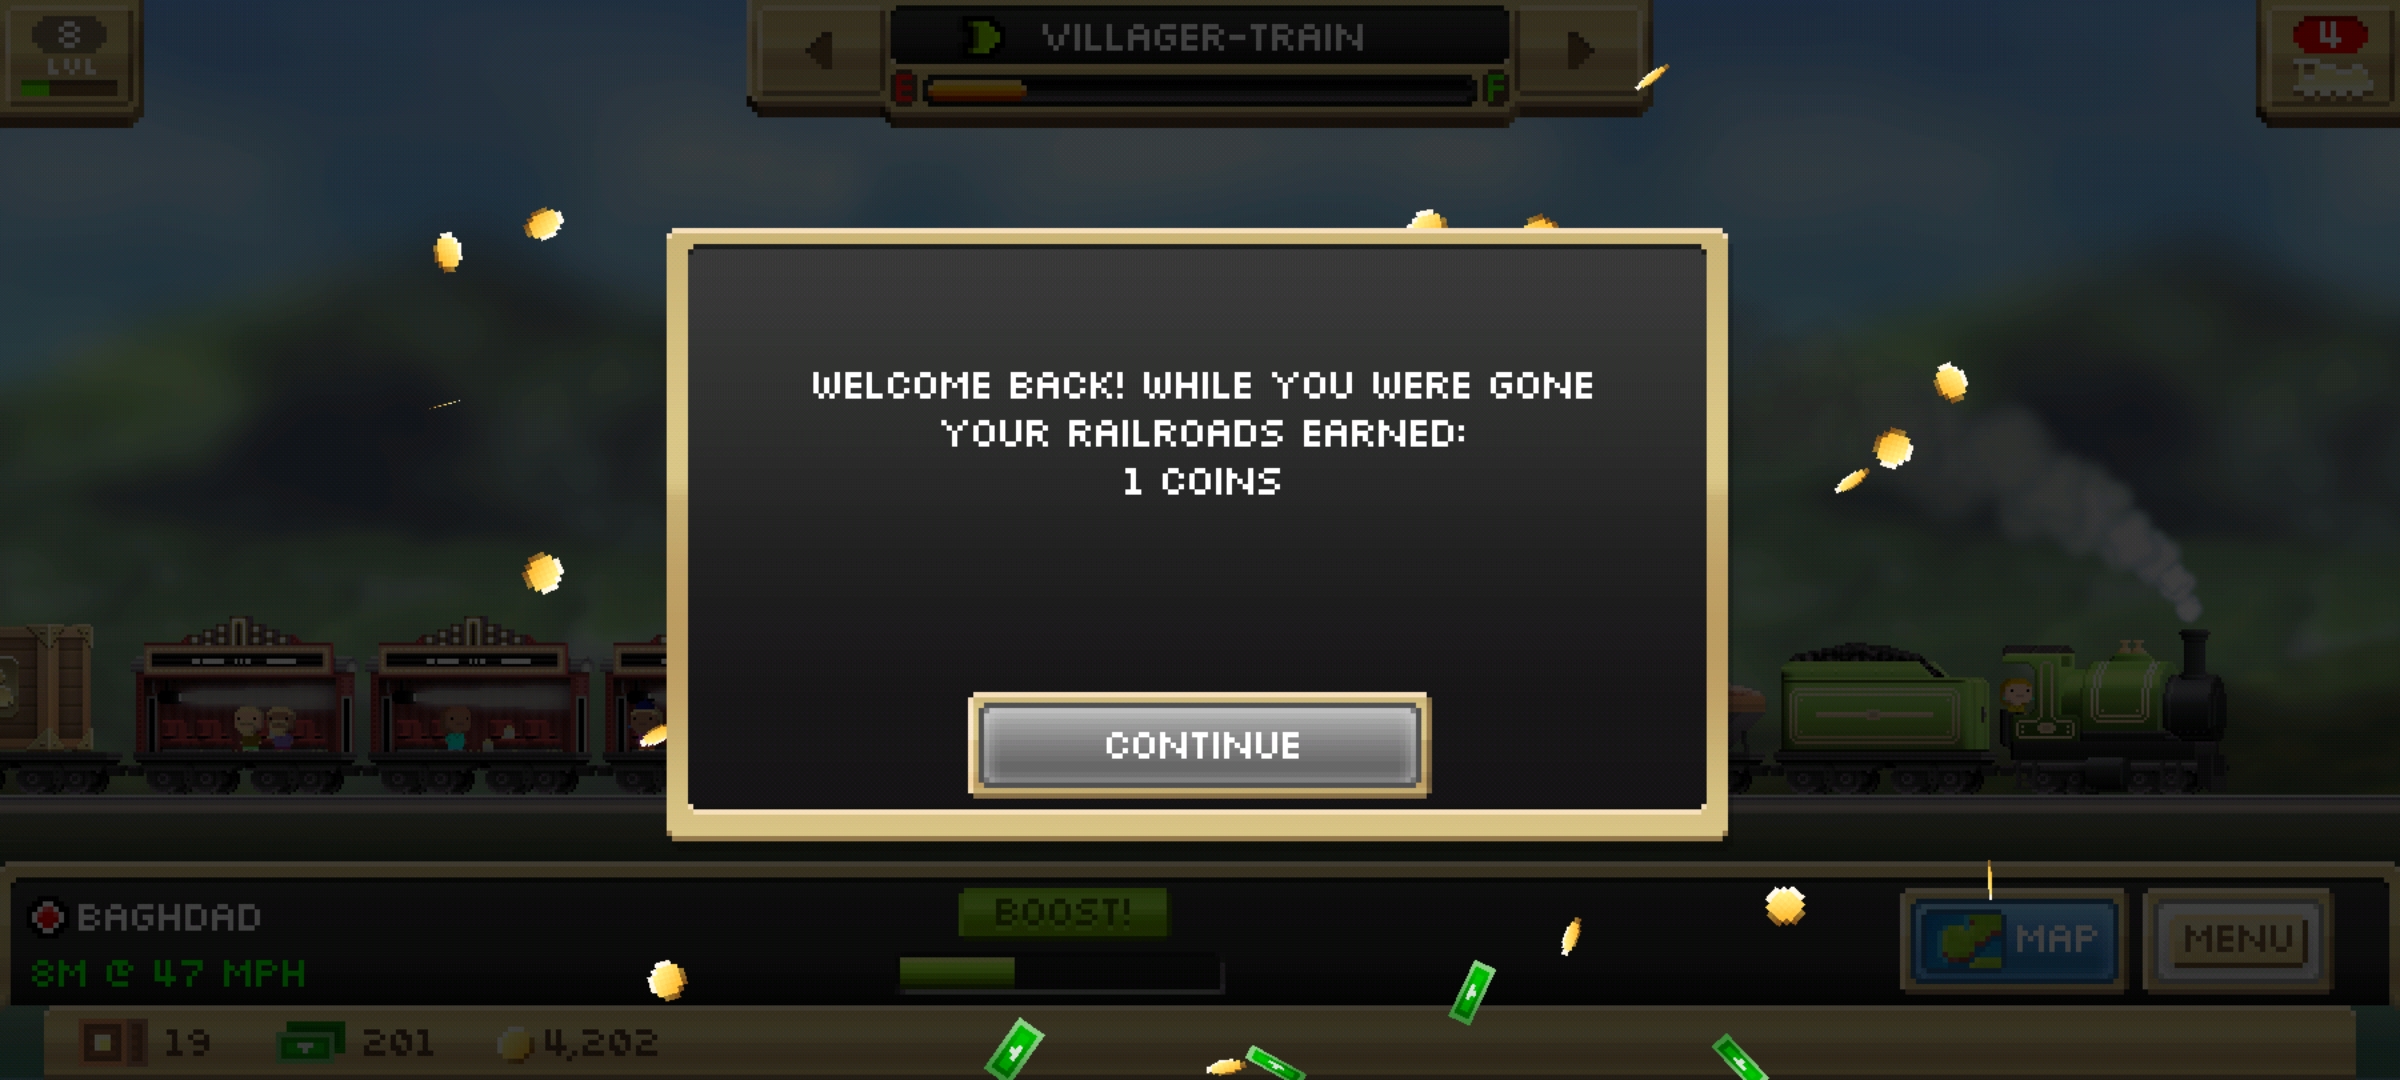 8
LVL
VILLAGER-TRAIN
E
F
4
WELCOME BACK! WHILE YOU WERE GONE
YOUR RAILROADS EARNED:
1 COINS
CONTINUE
BAGHDAD
8M @ 47 MPH
BOOST!
MAP
MENU
19
201
4,202